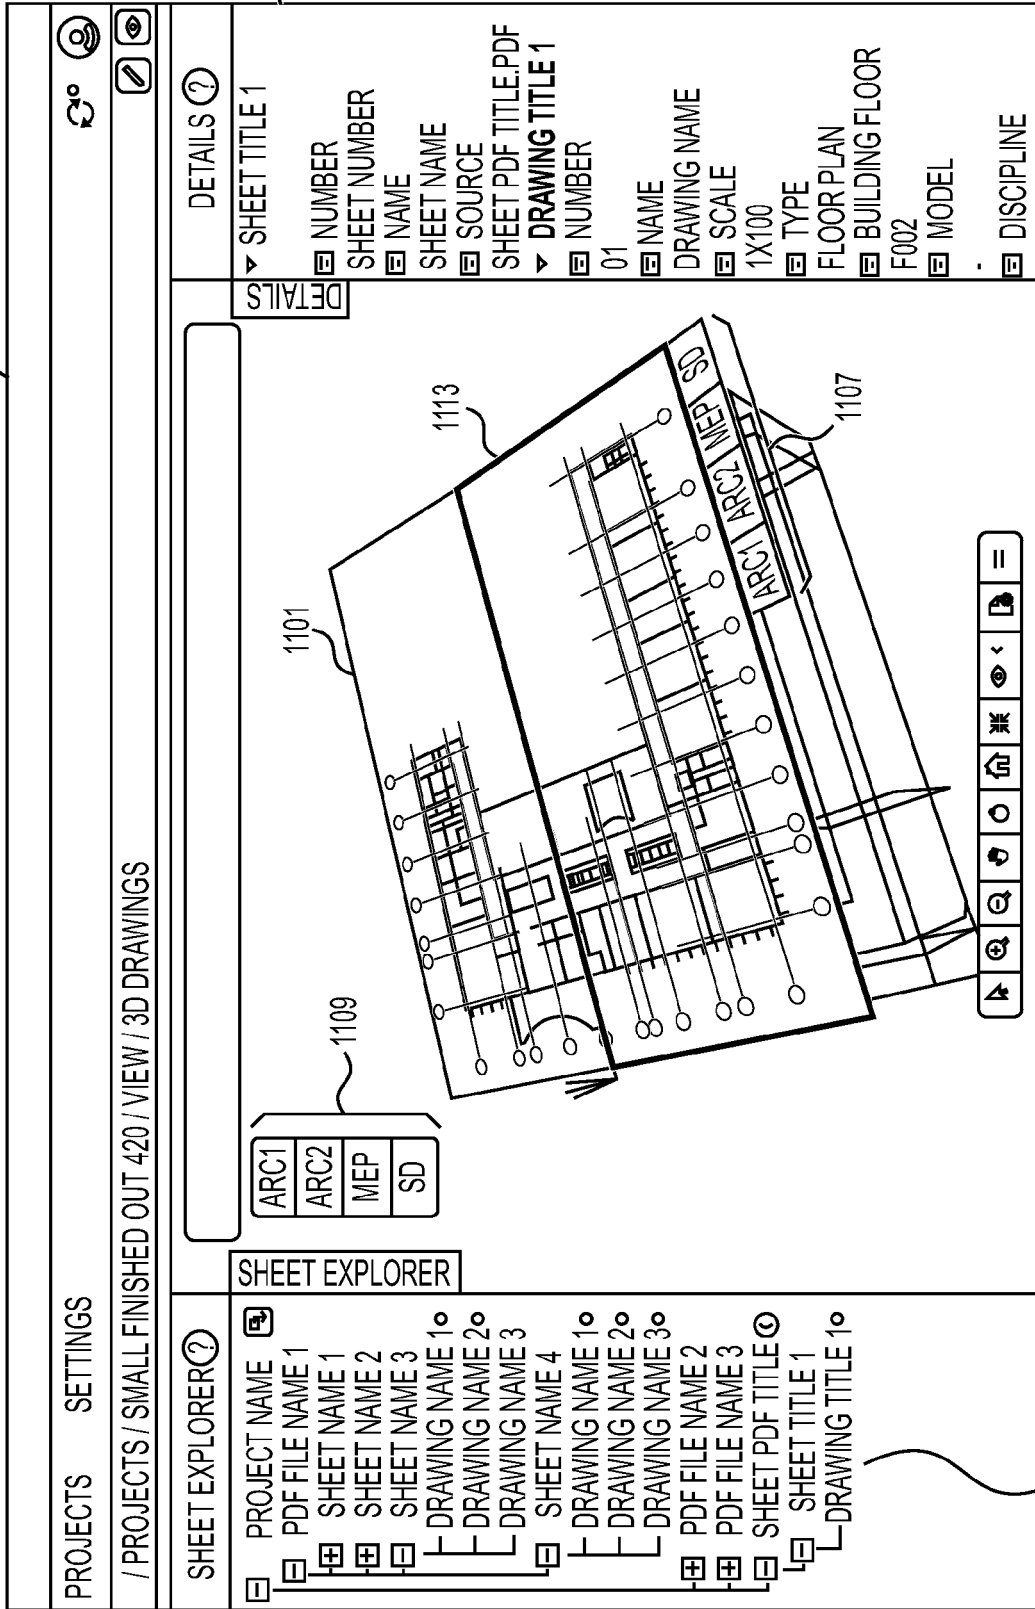 PROJECTS SETTINGS
/ PROJECTS / SMALL FINISHED OUT 420 / VIEW / 3D DRAWINGS
SHEET EXPLORER ?
PROJECT NAME
PDF FILE NAME 1
SHEET NAME 1
SHEET NAME 2
SHEET NAME 3
DRAWING NAME 1
DRAWING NAME 2
DRAWING NAME 3
SHEET NAME 4
DRAWING NAME 1
DRAWING NAME 2
DRAWING NAME 3
PDF FILE NAME 2
PDF FILE NAME 3
SHEET PDF TITLE
SHEET TITLE 1
DRAWING TITLE 1
SHEET EXPLORER
ARC1
ARC2
MEP
SD
1109
1101
1113
ARC1 ARC2 MEP SD
1107
DETAILS
DETAILS ?
SHEET TITLE 1
NUMBER
SHEET NUMBER
NAME
SHEET NAME
SOURCE
SHEET PDF TITLE.PDF
DRAWING TITLE 1
NUMBER
01
NAME
DRAWING NAME
SCALE
1X100
TYPE
FLOOR PLAN
BUILDING FLOOR
F002
MODEL
-
DISCIPLINE